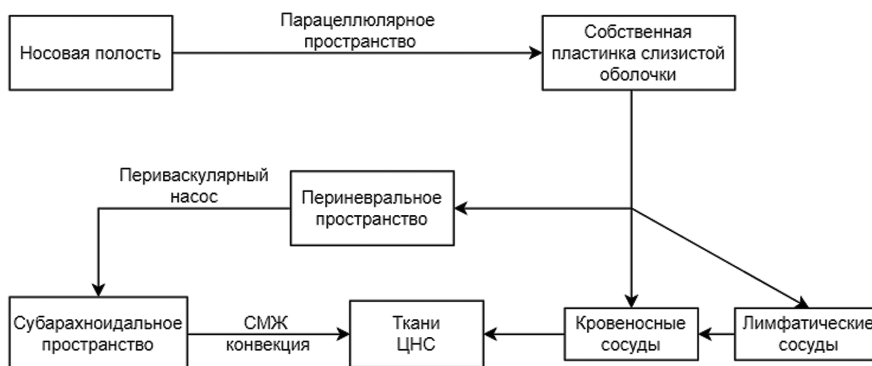 Носовая полость
Парацеллюлярное
пространство
Собственная
пластинка слизистой
оболочки
Периваскулярный
насос
Периневральное
пространство
Субарахноидальное
пространство
СМЖ
конвекция
Ткани
ЦНС
Кровеносные
сосуды
Лимфатические
сосуды